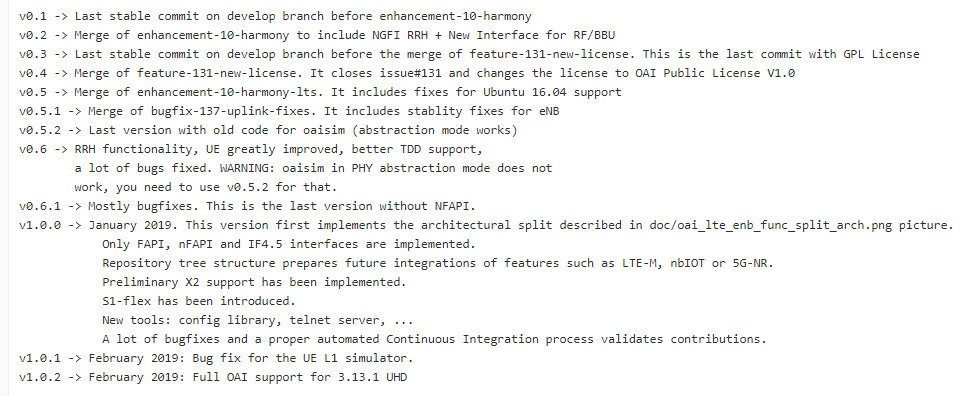 v0.1 -> Last stable commit on develop branch before enhancement-10-harmony
v0.2 -> Merge of enhancement-10-harmony to include NGFI RRH + New Interface for RF/BBU
v0.3 -> Last stable commit on develop branch before the merge of feature-131-new-license. This is the last commit with GPL License
v0.4 -> Merge of feature-131-new-license. It closes issue#131 and changes the license to OAI Public License V1.0
v0.5 -> Merge of enhancement-10-harmony-lts. It includes fixes for Ubuntu 16.04 support
v0.5.1 -> Merge of bugfix-137-uplink-fixes. It includes stablity fixes for eNB
v0.5.2 -> Last version with old code for oaisim (abstraction mode works)
v0.6 -> RRH functionality, UE greatly improved, better TDD support,
a lot of bugs fixed. WARNING: oaisim in PHY abstraction mode does not
work, you need to use v0.5.2 for that.
v0.6.1 -> Mostly bugfixes. This is the last version without NFAPI.
v1.0.0 -> January 2019. This version first implements the architectural split described in doc/oai_lte_enb_func_split_arch.png picture.
Only FAPI, nFAPI and IF4.5 interfaces are implemented.
Repository tree structure prepares future integrations of features such as LTE-M, nbIOT or 5G-NR.
Preliminary X2 support has been implemented.
S1-flex has been introduced.
New tools: config library, telnet server, ...
A lot of bugfixes and a proper automated Continuous Integration process validates contributions.
v1.0.1 -> February 2019: Bug fix for the UE L1 simulator.
v1.0.2 -> February 2019: Full OAI support for 3.13.1 UHD